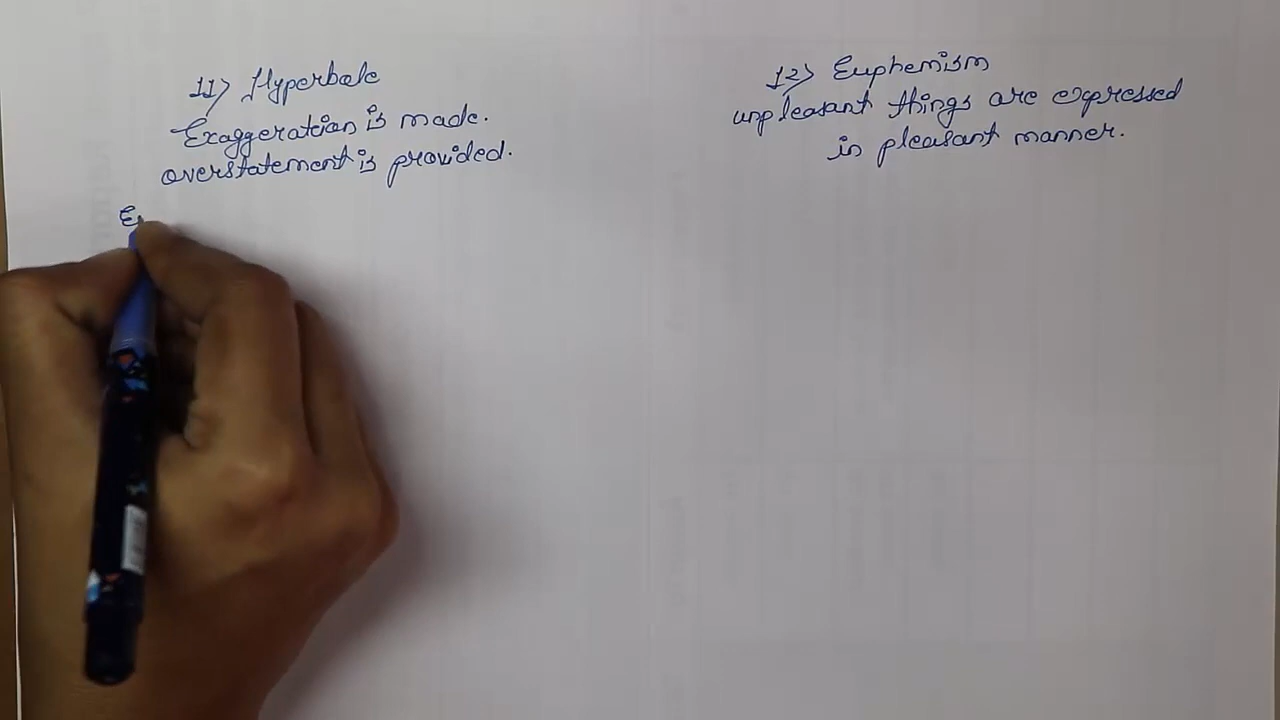 11) Hyperbole
Exaggeration is made.
overstatement is provided.
E
12) Euphemism
unpleasant things are expressed
in pleasant manner.